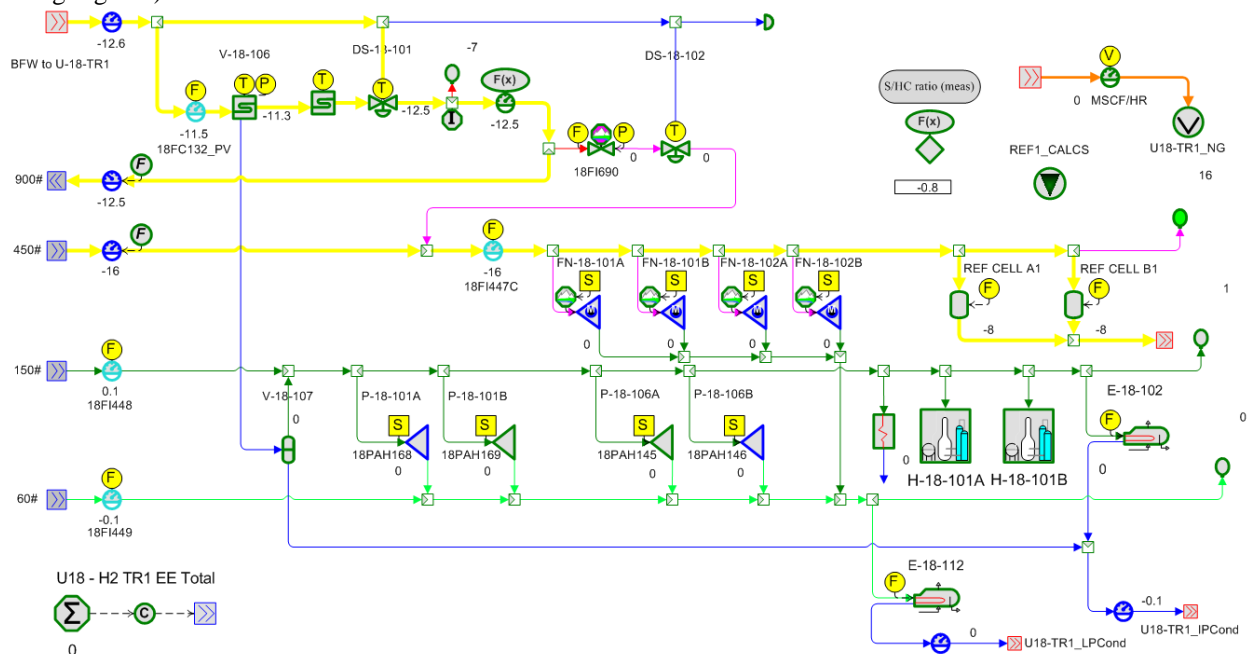 -12.6
BFW to U-18-TR1
V-18-106
DS-18-101
-7
DS-18-102
F
T
P
T
T
F(x)
-11.5
-11.3
-12.5
-12.5
18FC132_PV
I
F
P
T
0
0
18FI690
S/HC ratio (meas)
F(x)
-0.8
V
0 MSCF/HR
U18-TR1_NG
16
REF1_CALCS
900#
F
-12.5
450#
F
-16
F
-16
18FI447C
FN-18-101A
FN-18-101B
FN-18-102A
FN-18-102B
S
S
S
S
M
M
M
M
0
0
0
0
REF CELL A1
REF CELL B1
F
F
-8
-8
1
150#
F
0.1
18FI448
V-18-107
0
P-18-101A
P-18-101B
P-18-106A
P-18-106B
S
S
S
S
18PAH168
18PAH169
18PAH145
18PAH146
0
0
0
0
0
H-18-101A
H-18-101B
E-18-102
F
0
0
60#
F
-0.1
18FI449
U18 - H2 TR1 EE Total
Σ
C
0
E-18-112
F
0
U18-TR1_LPCond
-0.1
U18-TR1_IPCond